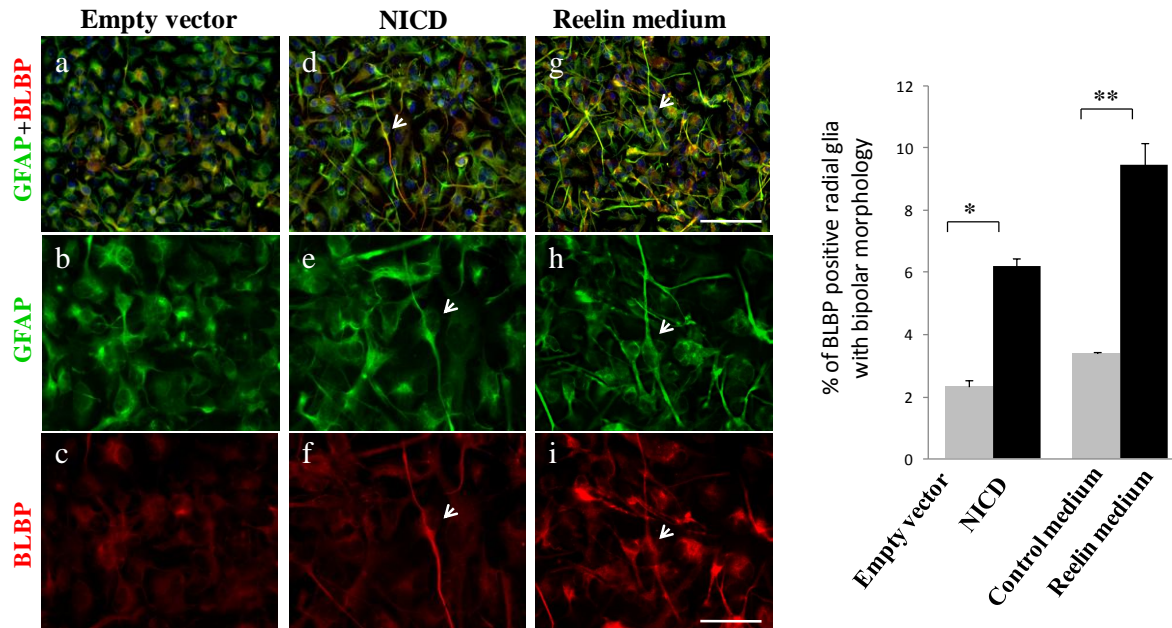 Empty vector NICD Reelin medium
GFAP+BLBP
a d g
GFAP
b e h
BLBP
c f i
% of BLBP positive radial glia
with bipolar morphology
12
10
8
6
4
2
0
*
**
Empty vector
NICD
Control medium
Reelin medium